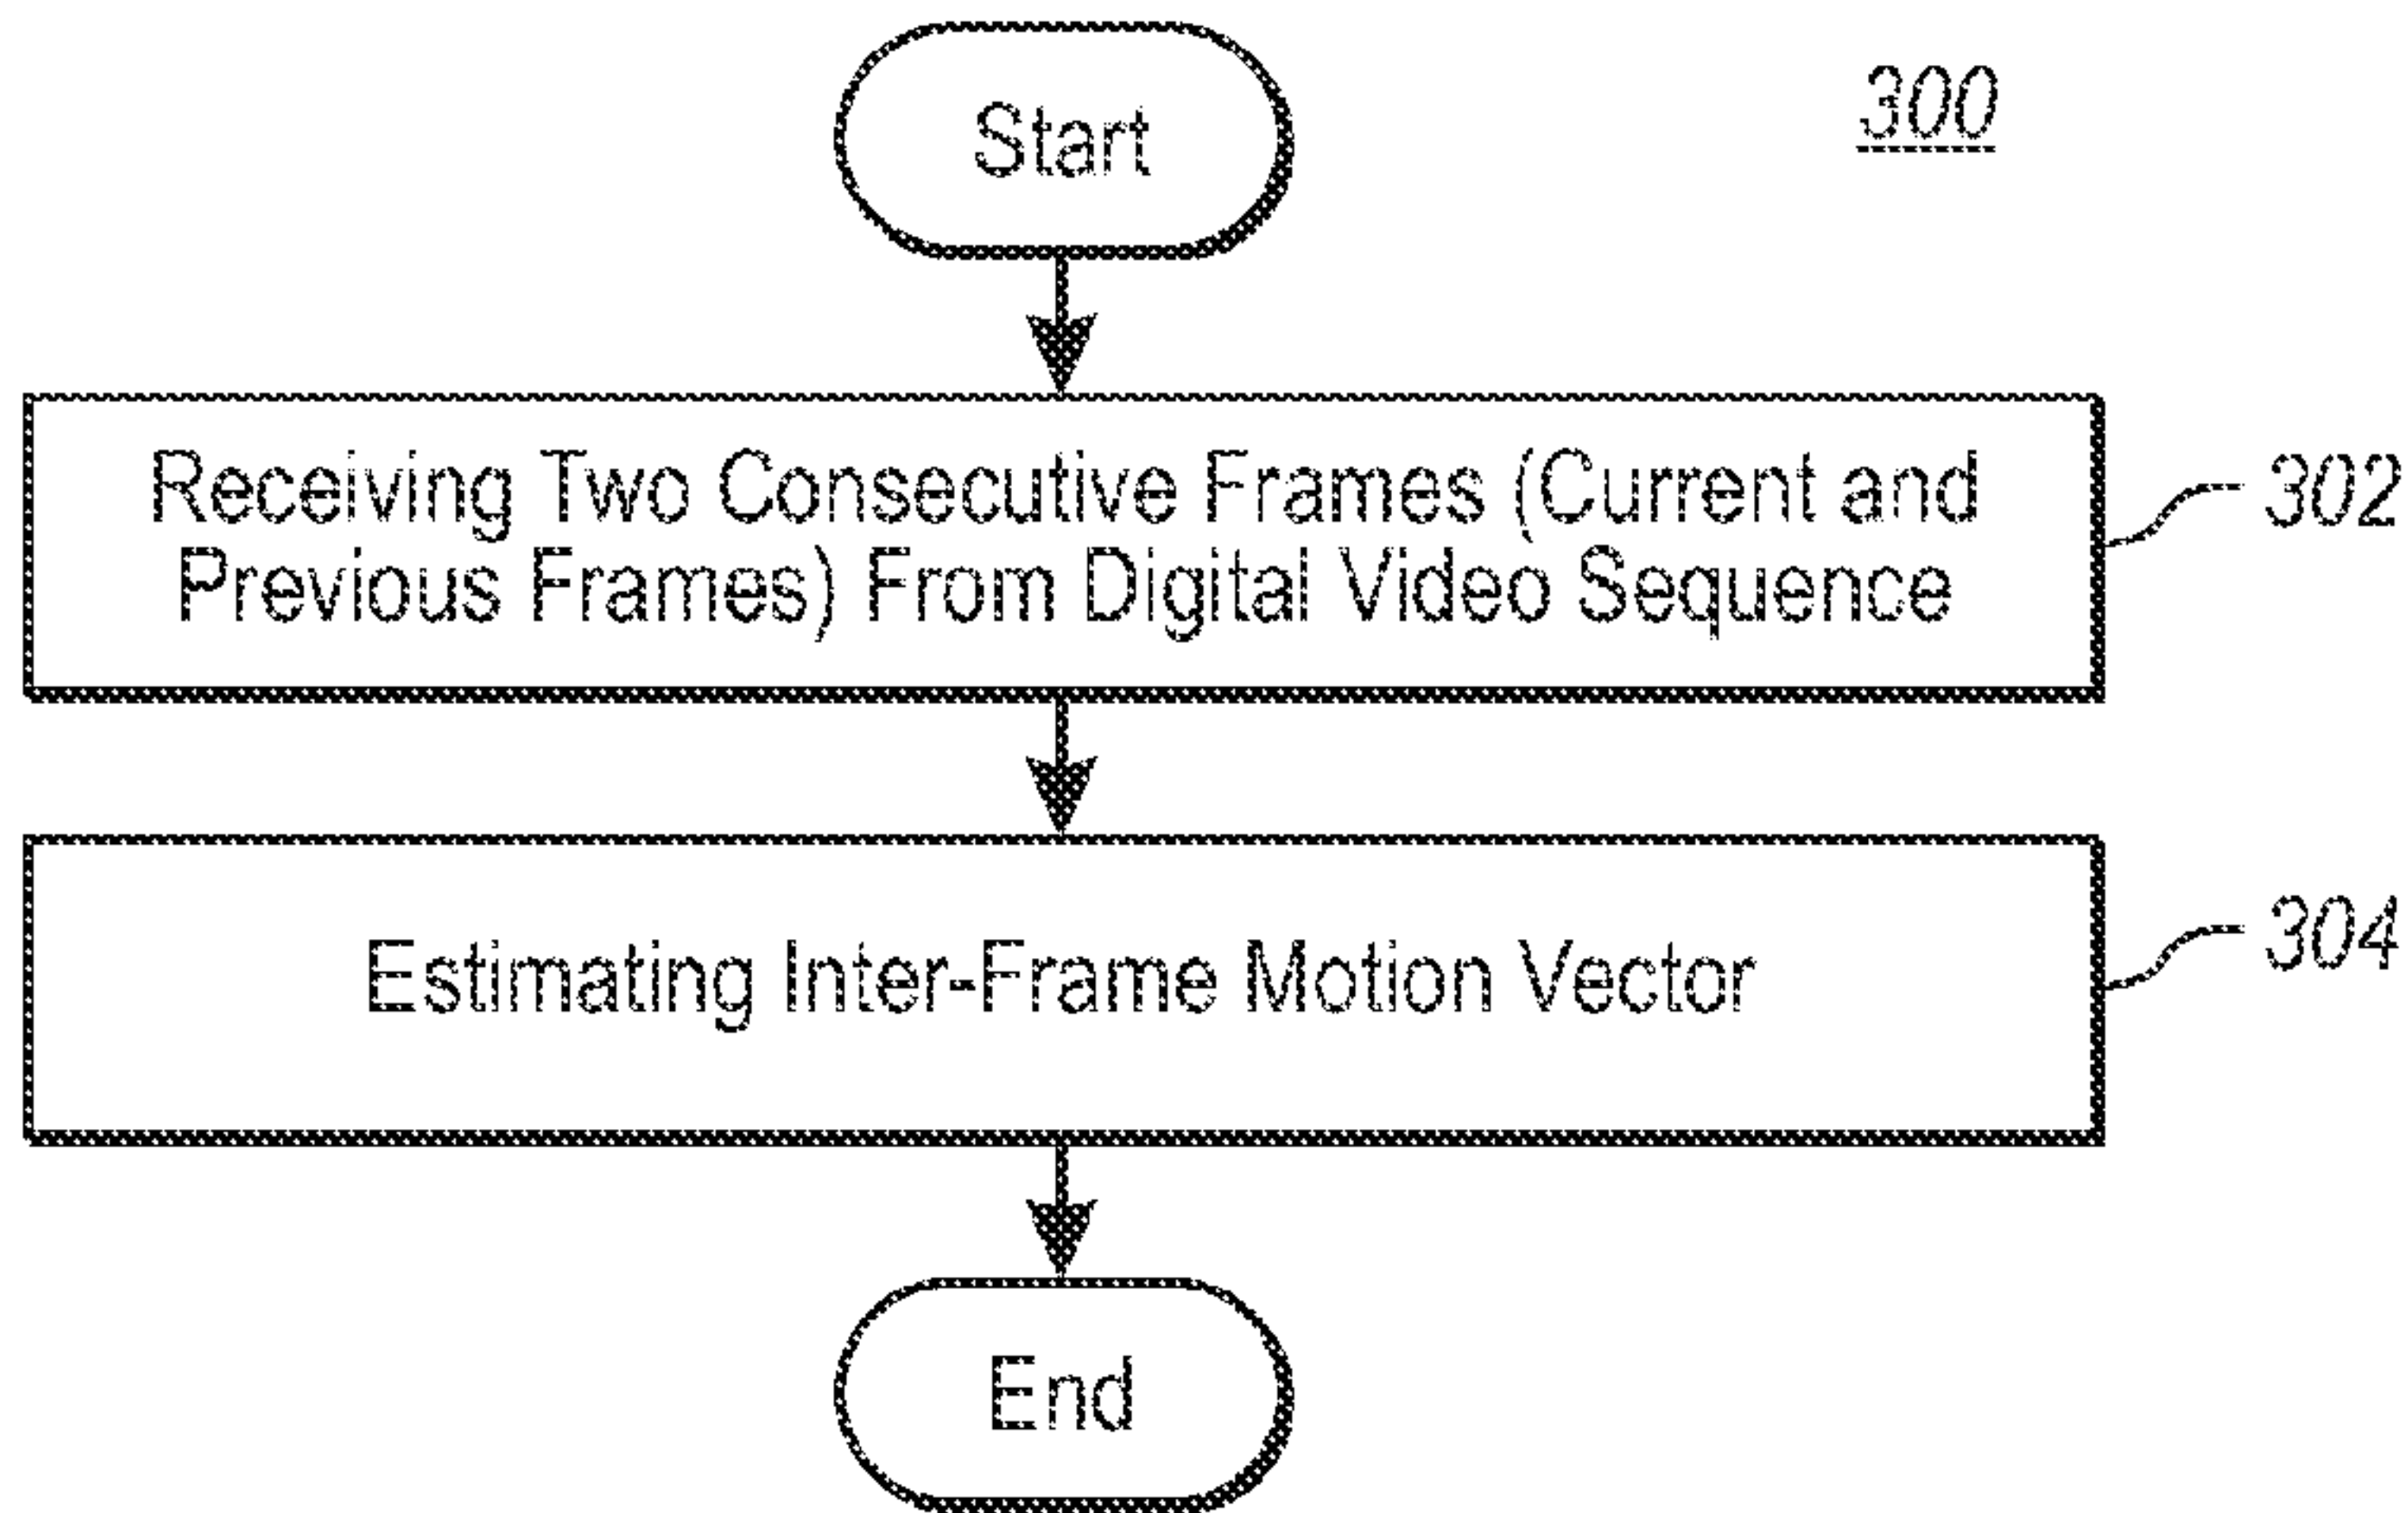 Start
300
Receiving Two Consecutive Frames (Current and
Previous Frames) From Digital Video Sequence
302
Estimating Inter-Frame Motion Vector
304
End